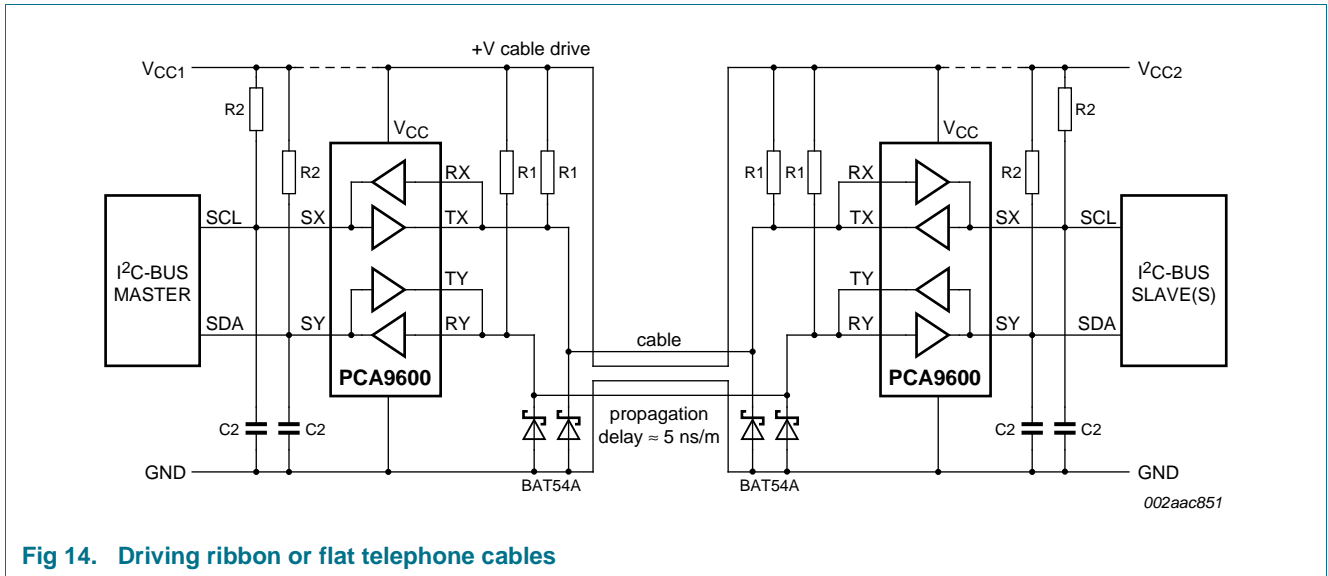 +V cable drive
VCC1
VCC2
R2
R2
VCC
RX
R1
R1
R1
R1
RX
VCC
R2
R2
SCL
SX
TX
TX
SX
SCL
I2C-BUS
MASTER
I2C-BUS
SLAVE(S)
TY
TY
SDA
SY
RY
RY
SY
SDA
cable
PCA9600
PCA9600
propagation
delay ≈ 5 ns/m
C2
C2
C2
C2
GND
BAT54A
BAT54A
GND
002aac851
Fig 14. Driving ribbon or flat telephone cables